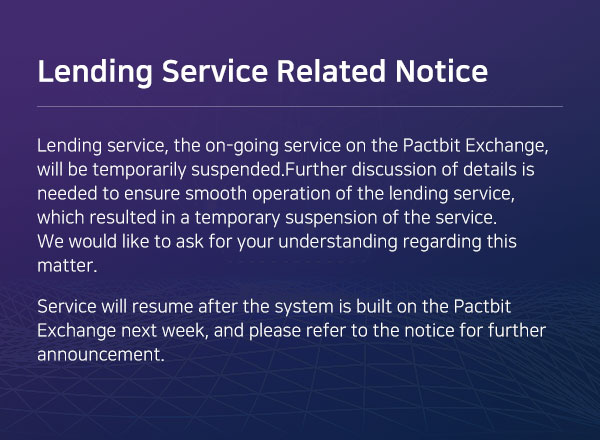 Lending Service Related Notice
Lending service, the on-going service on the Pactbit Exchange,
will be temporarily suspended.Further discussion of details is
needed to ensure smooth operation of the lending service,
which resulted in a temporary suspension of the service.
We would like to ask for your understanding regarding this
matter.
Service will resume after the system is built on the Pactbit
Exchange next week, and please refer to the notice for further
announcement.